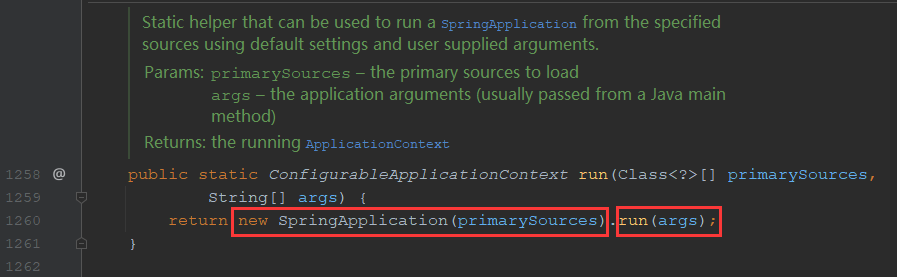 Static helper that can be used to run a SpringApplication from the specified
sources using default settings and user supplied arguments.
Params: primarySources – the primary sources to load
args – the application arguments (usually passed from a Java main
method)
Returns: the running ApplicationContext
1258 @ public static ConfigurableApplicationContext run(Class<?>[] primarySources,
1259 String[] args) {
1260 return new SpringApplication(primarySources).run(args);
1261 }
1262